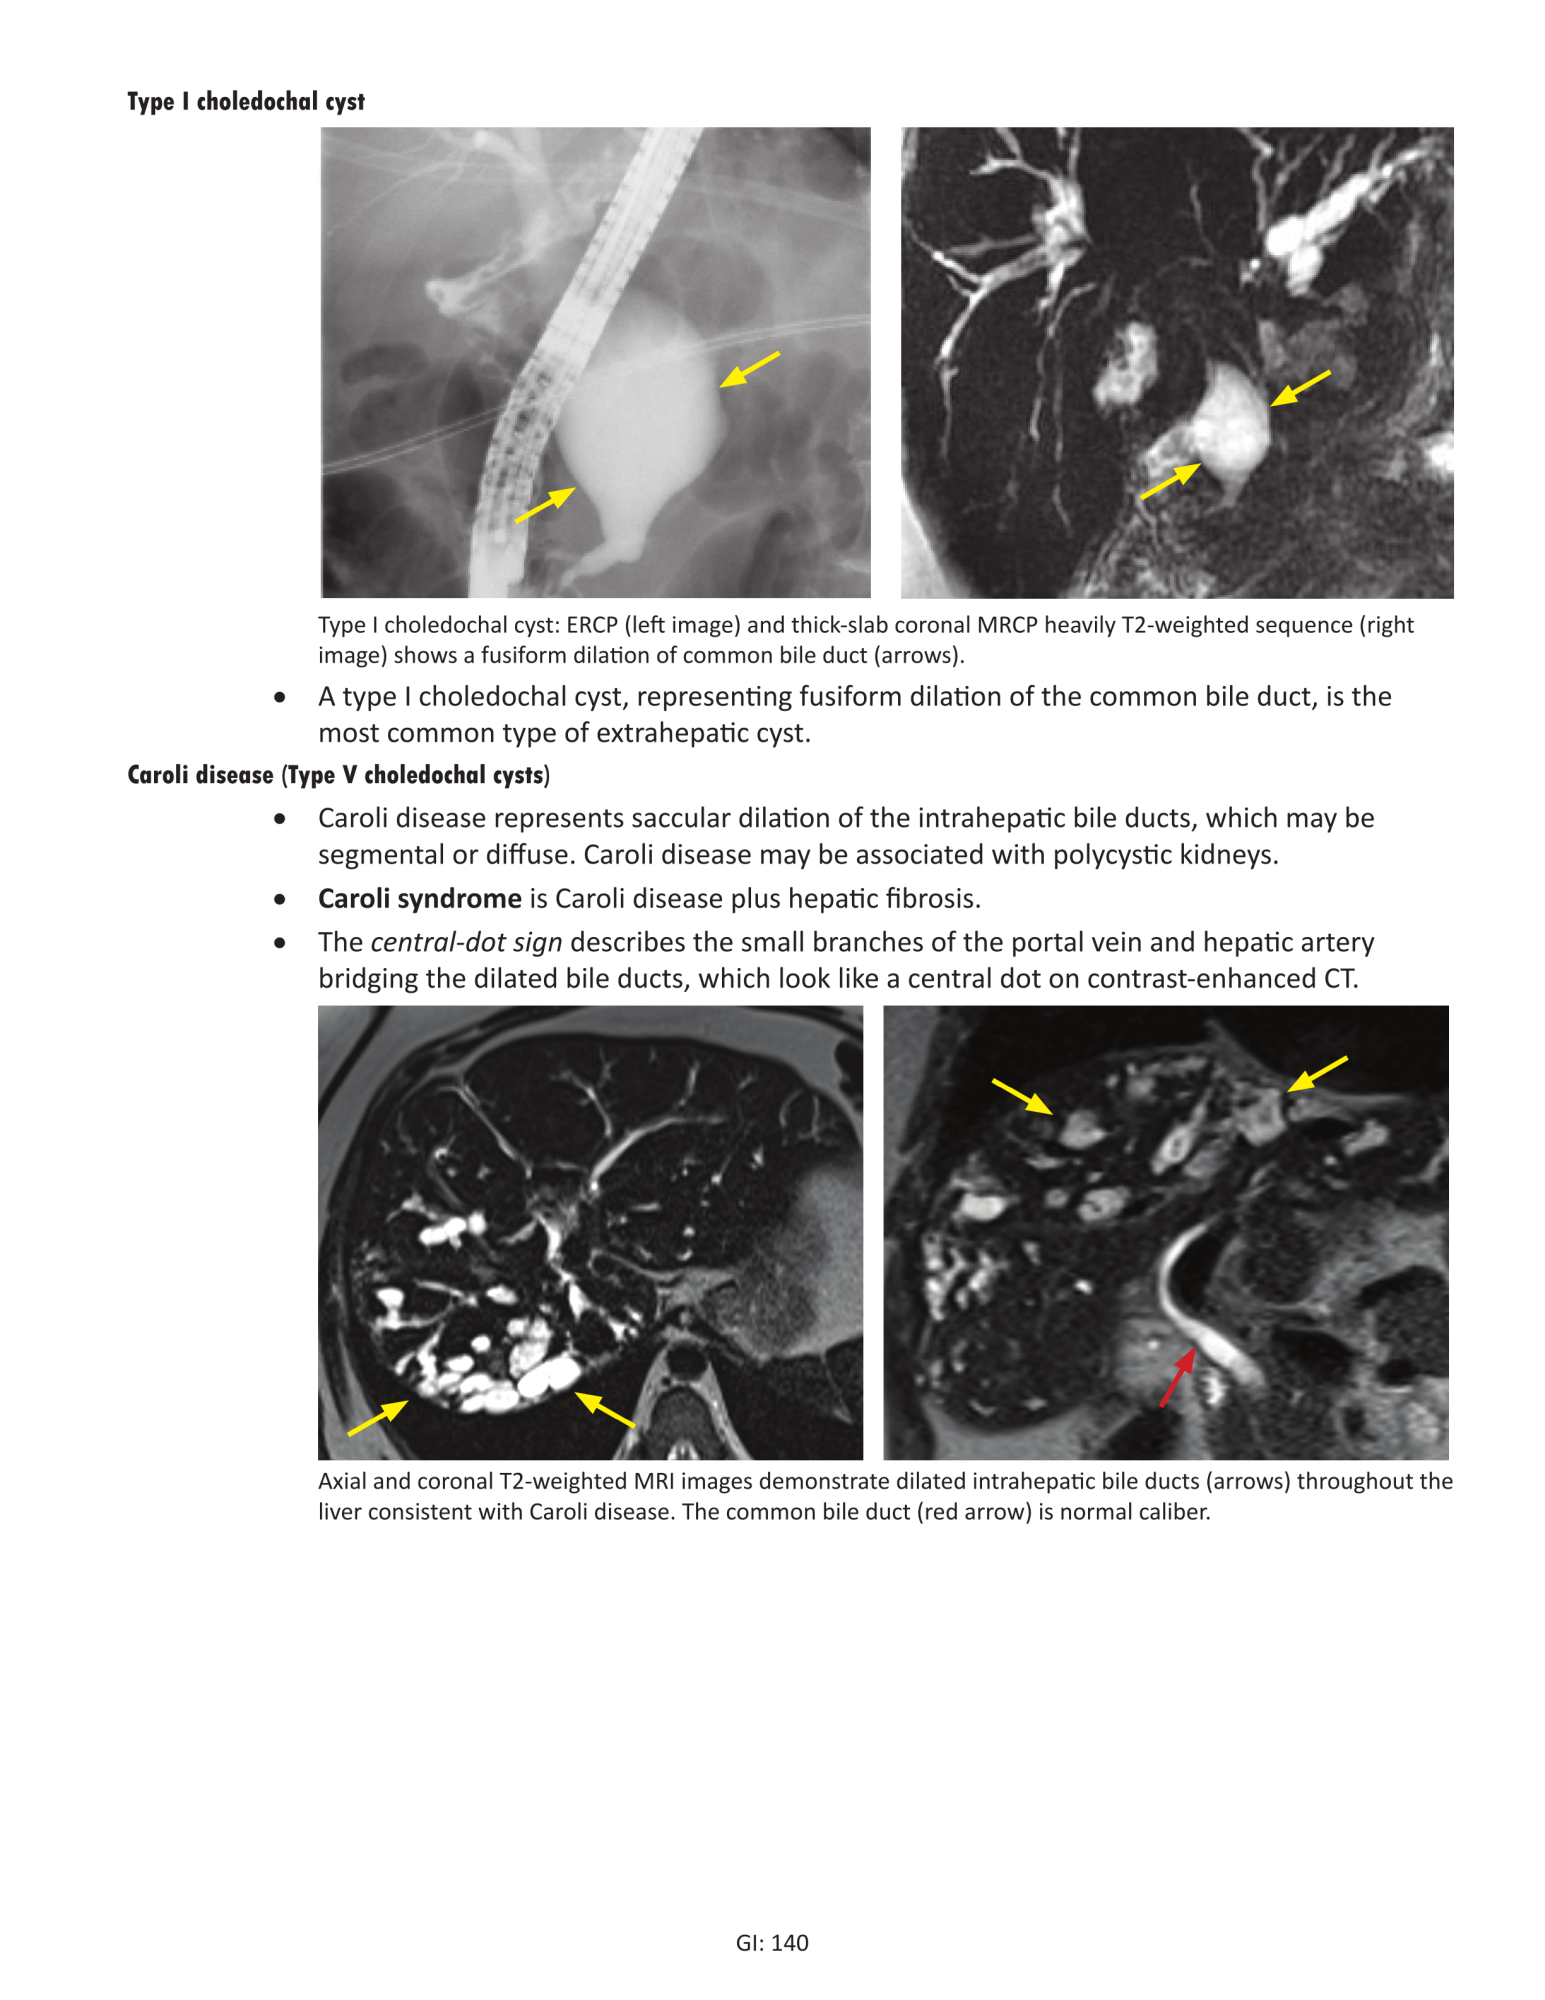 Type I choledochal cyst
Type I choledochal cyst: ERCP (left image) and thick-slab coronal MRCP heavily T2-weighted sequence (right
image) shows a fusiform dilation of common bile duct (arrows).
• A type I choledochal cyst, representing fusiform dilation of the common bile duct, is the
most common type of extrahepatic cyst.
Caroli disease (Type V choledochal cysts)
• Caroli disease represents saccular dilation of the intrahepatic bile ducts, which may be
segmental or diffuse. Caroli disease may be associated with polycystic kidneys.
• Caroli syndrome is Caroli disease plus hepatic fibrosis.
• The central-dot sign describes the small branches of the portal vein and hepatic artery
bridging the dilated bile ducts, which look like a central dot on contrast-enhanced CT.
Axial and coronal T2-weighted MRI images demonstrate dilated intrahepatic bile ducts (arrows) throughout the
liver consistent with Caroli disease. The common bile duct (red arrow) is normal caliber.
GI: 140